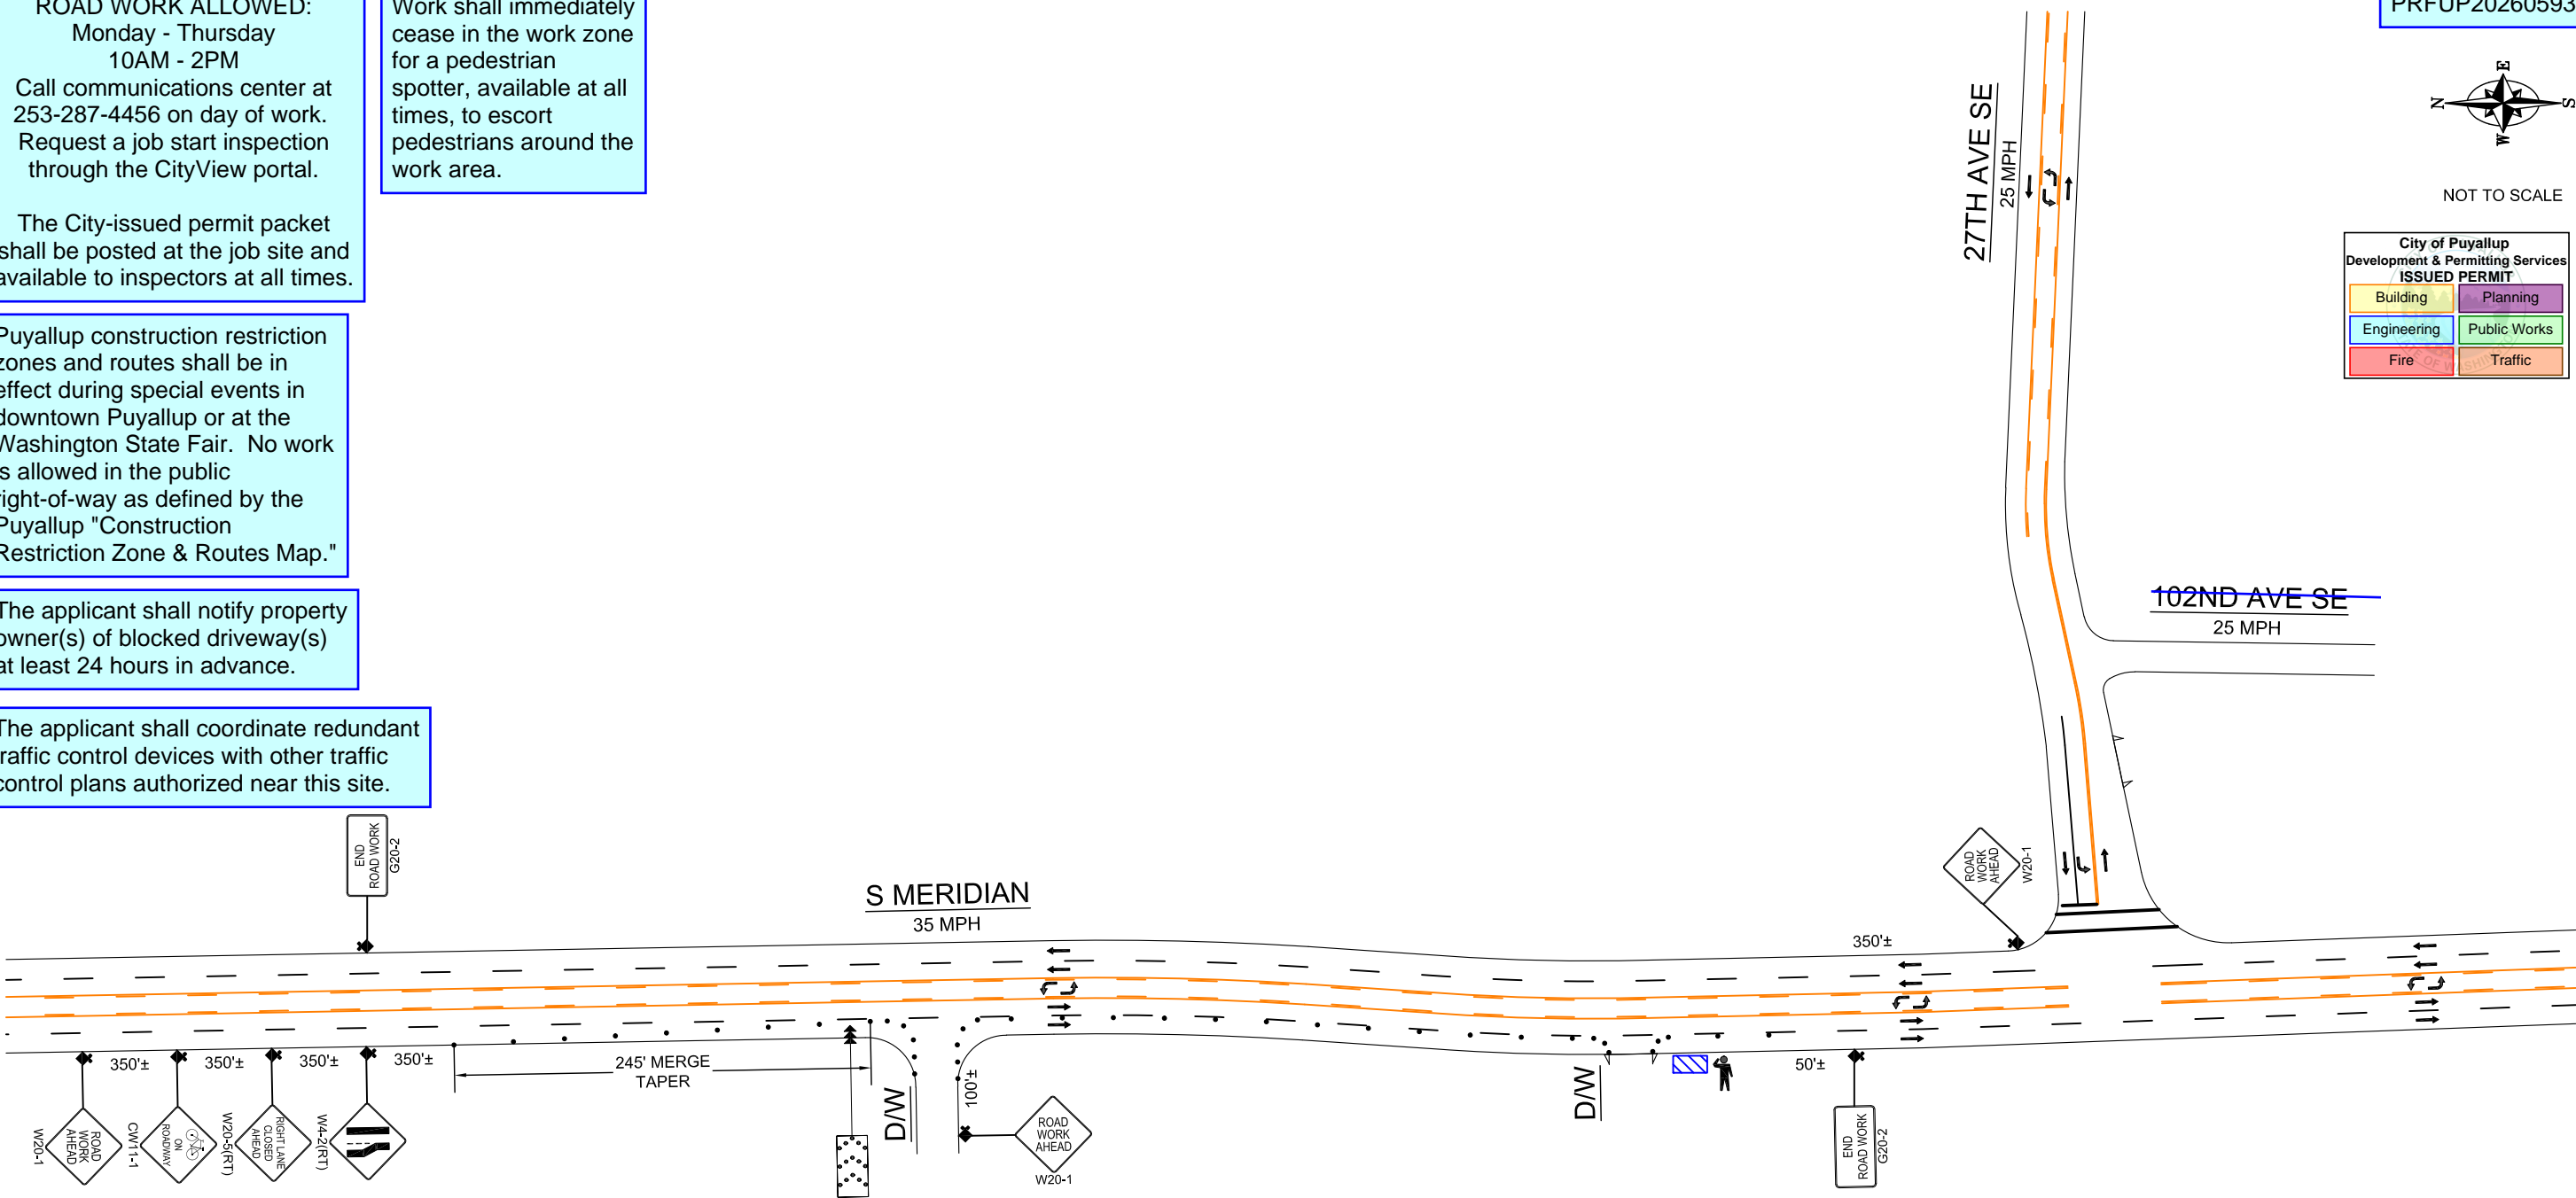 ROAD WORK ALLOWED:
Monday - Thursday
10AM - 2PM
Call communications center at
253-287-4456 on day of work.
Request a job start inspection
through the CityView portal.
The City-issued permit packet
shall be posted at the job site and
available to inspectors at all times.
Work shall immediately
cease in the work zone
for a pedestrian
spotter, available at all
times, to escort
pedestrians around the
work area.
Puyallup construction restriction
zones and routes shall be in
effect during special events in
downtown Puyallup or at the
Washington State Fair. No work
is allowed in the public
right-of-way as defined by the
Puyallup "Construction
Restriction Zone & Routes Map."
The applicant shall notify property
owner(s) of blocked driveway(s)
at least 24 hours in advance.
The applicant shall coordinate redundant
traffic control devices with other traffic
control plans authorized near this site.
PRFUP20260593
N
E
S
W
NOT TO SCALE
City of Puyallup
Development & Permitting Services
ISSUED PERMIT
Building
Planning
Engineering
Public Works
Fire
Traffic
27TH AVE SE
25 MPH
102ND AVE SE
25 MPH
END
ROAD WORK
G20-2
S MERIDIAN
35 MPH
ROAD
WORK
AHEAD
W20-1
350'±
350'±
350'±
350'±
350'±
245' MERGE
TAPER
D/W
100'±
D/W
50'±
ROAD
WORK
AHEAD
W20-1
ON
ROADWAY
CW11-1
RIGHT LANE
CLOSED
AHEAD
W20-5(RT)
W4-2(RT)
ROAD
WORK
AHEAD
W20-1
END
ROAD WORK
G20-2